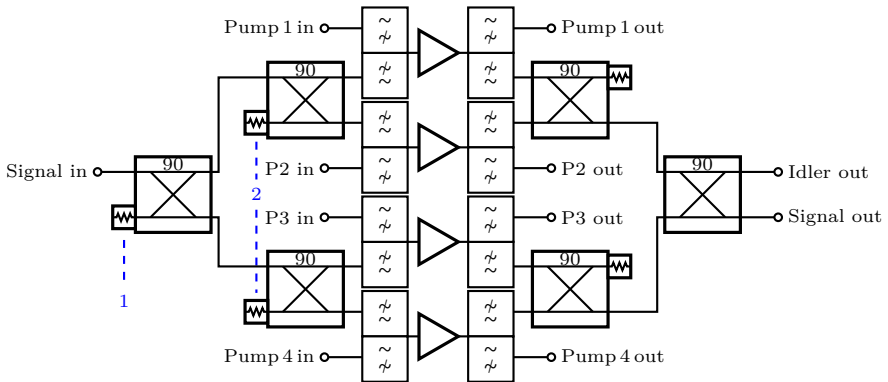 Pump 1 in
Pump 1 out
90
90
Signal in
90
P2 in
P2 out
90
Idler out
2
P3 in
P3 out
Signal out
90
90
1
Pump 4 in
Pump 4 out